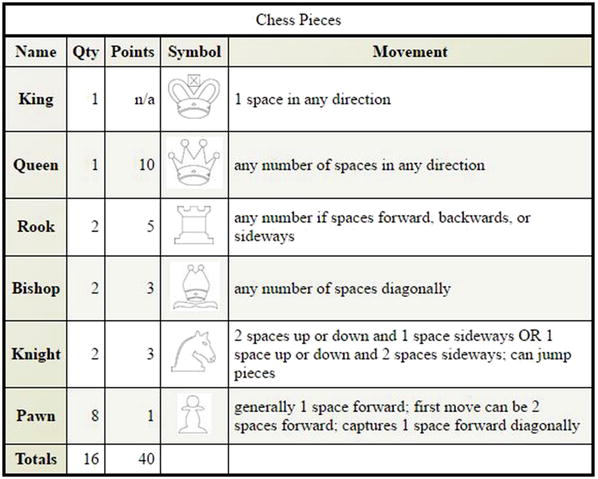 Chess Pieces
Name Qty Points Symbol Movement
King 1 n/a 1 space in any direction
Queen 1 10 any number of spaces in any direction
Rook 2 5 any number if spaces forward, backwards, or
sideways
Bishop 2 3 any number of spaces diagonally
Knight 2 3 2 spaces up or down and 1 space sideways OR 1
space up or down and 2 spaces sideways; can jump
pieces
Pawn 8 1 generally 1 space forward; first move can be 2
spaces forward; captures 1 space forward diagonally
Totals 16 40